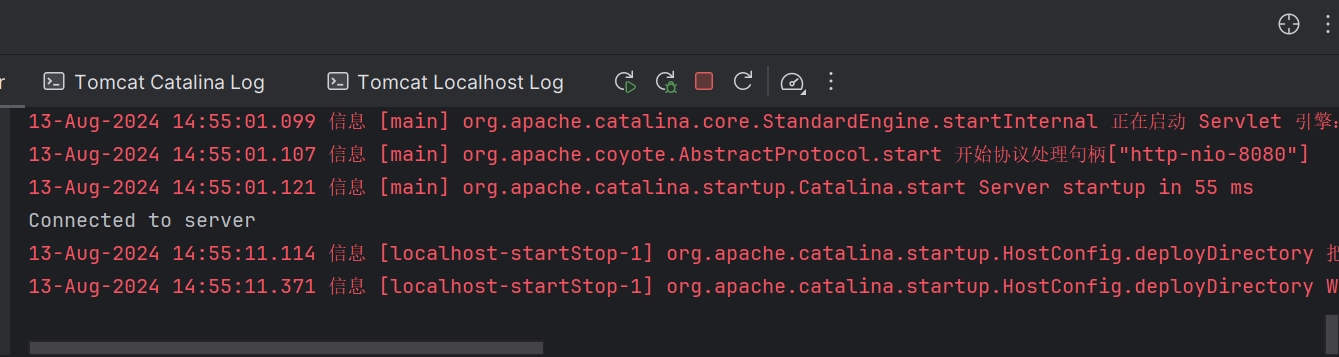 r Tomcat Catalina Log Tomcat Localhost Log
13-Aug-2024 14:55:01.099 信息 [main] org.apache.catalina.core.StandardEngine.startInternal 正在启动 Servlet 引擎:
13-Aug-2024 14:55:01.107 信息 [main] org.apache.coyote.AbstractProtocol.start 开始协议处理句柄["http-nio-8080"]
13-Aug-2024 14:55:01.121 信息 [main] org.apache.catalina.startup.Catalina.start Server startup in 55 ms
Connected to server
13-Aug-2024 14:55:11.114 信息 [localhost-startStop-1] org.apache.catalina.startup.HostConfig.deployDirectory 把
13-Aug-2024 14:55:11.371 信息 [localhost-startStop-1] org.apache.catalina.startup.HostConfig.deployDirectory W